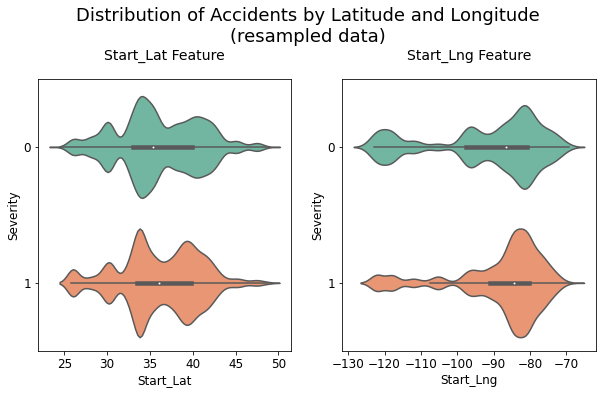 Distribution of Accidents by Latitude and Longitude
(resampled data)
Start_Lat Feature
Start_Lng Feature
Severity
0
1
25 30 35 40 45 50
Start_Lat
Severity
0
1
−130 −120 −110 −100 −90 −80 −70
Start_Lng